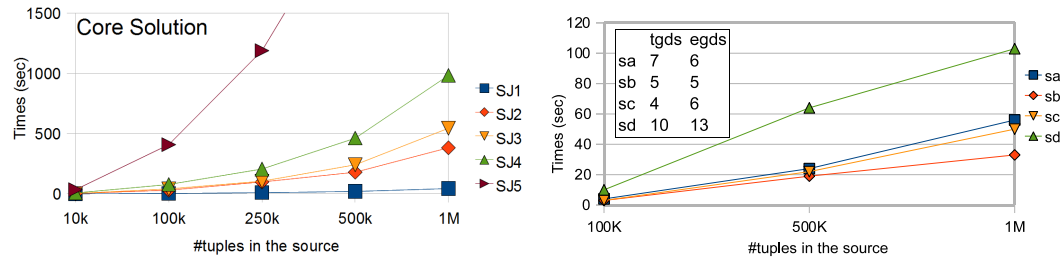 Core Solution
Times (sec)
1500
1000
500
0
10k 100k 250k 500k 1M
#tuples in the source
SJ1
SJ2
SJ3
SJ4
SJ5
Times (sec)
120
100
80
60
40
20
0
tgds egds
sa 7 6
sb 5 5
sc 4 6
sd 10 13
100K 500K 1M
#tuples in the source
sa
sb
sc
sd